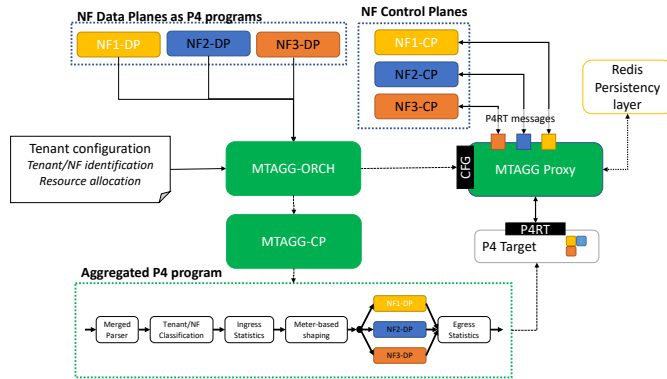 NF Data Planes as P4 programs
NF1-DP
NF2-DP
NF3-DP
NF Control Planes
NF1-CP
NF2-CP
NF3-CP
P4RT messages
Redis
Persistency
layer
Tenant configuration
Tenant/NF identification
Resource allocation
MTAGG-ORCH
CFG
MTAGG Proxy
MTAGG-CP
P4RT
P4 Target
Aggregated P4 program
Merged
Parser
Tenant/NF
Classification
Ingress
Statistics
Meter-based
shaping
NF1-DP
NF2-DP
NF3-DP
Egress
Statistics